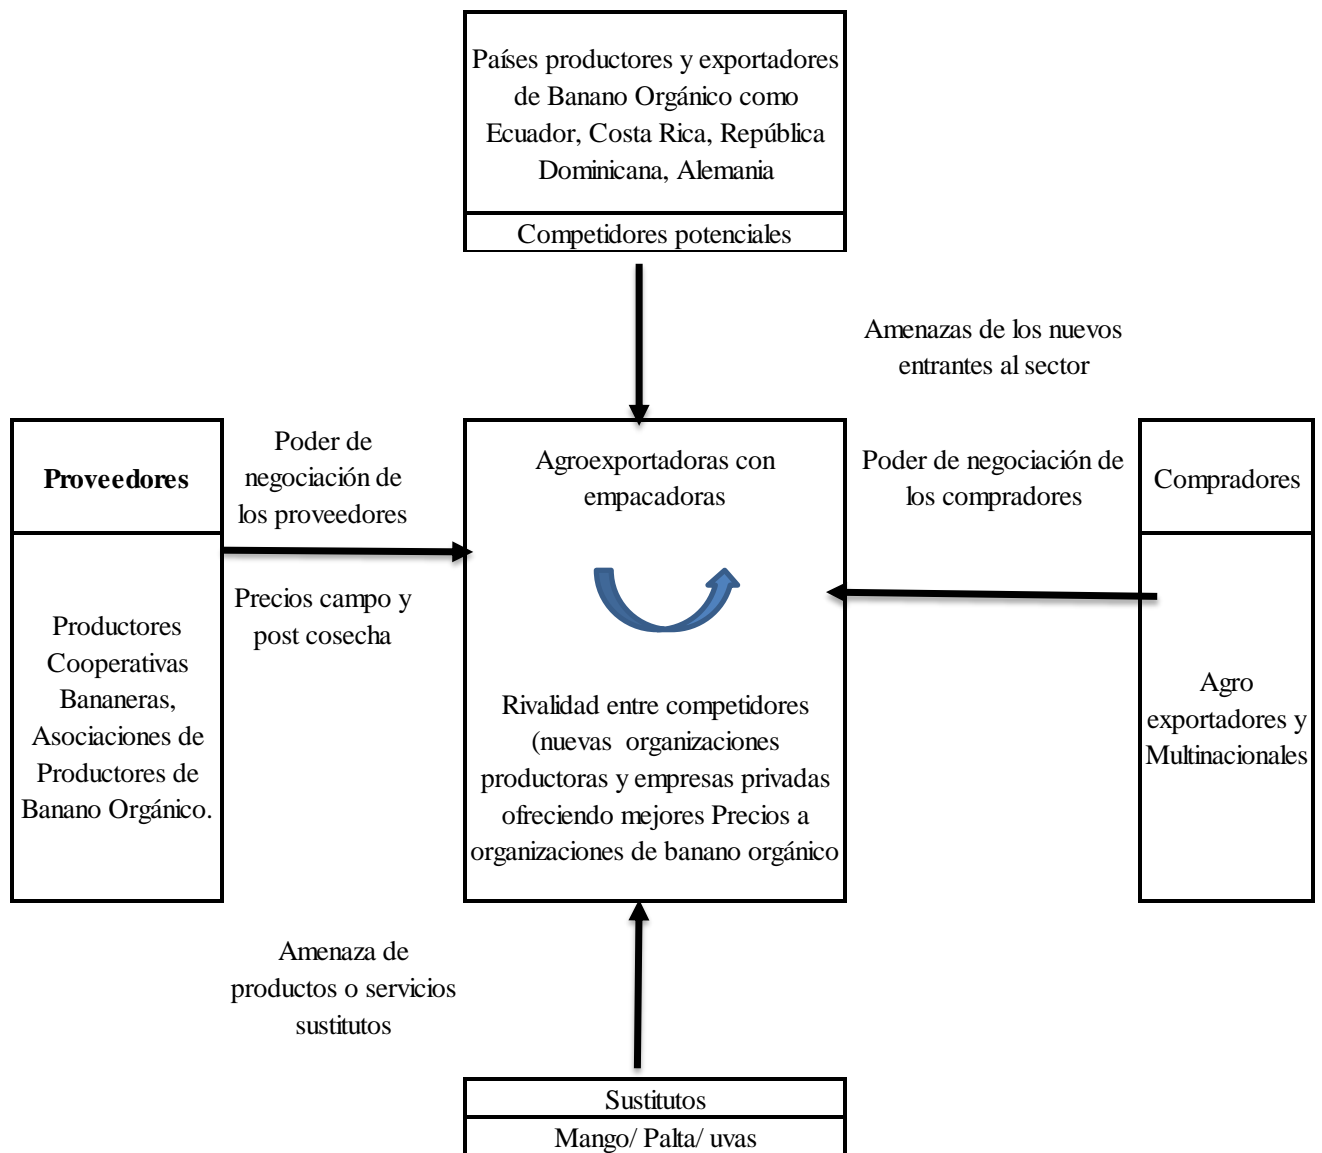 Países productores y exportadores
de Banano Orgánico como
Ecuador, Costa Rica, República
Dominicana, Alemania
Competidores potenciales
Amenazas de los nuevos
entrantes al sector
Proveedores
Productores
Cooperativas
Bananeras,
Asociaciones de
Productores de
Banano Orgánico.
Poder de
negociación de
los proveedores
Precios campo y
post cosecha
Agroexportadoras con
empacadoras
Rivalidad entre competidores
(nuevas organizaciones
productoras y empresas privadas
ofreciendo mejores Precios a
organizaciones de banano orgánico
Poder de negociación de
los compradores
Compradores
Agro
exportadores y
Multinacionales
Amenaza de
productos o servicios
sustitutos
Sustitutos
Mango/ Palta/ uvas